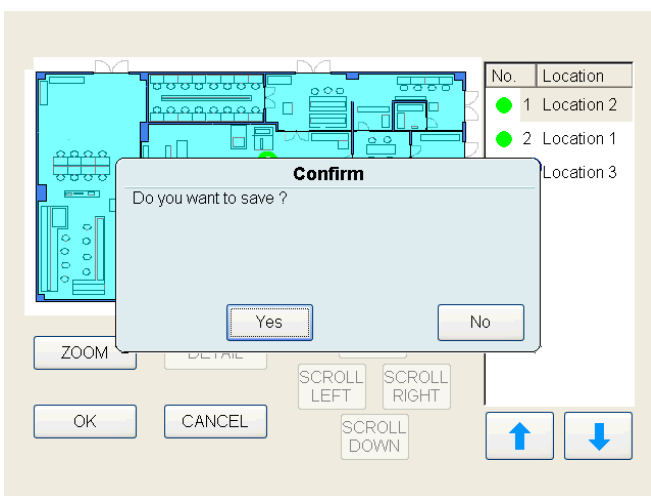 No. Location
1 Location 2
2 Location 1
Location 3
Confirm
Do you want to save ?
Yes
No
ZOOM
DETAIL
SCROLL LEFT
SCROLL RIGHT
OK
CANCEL
SCROLL DOWN